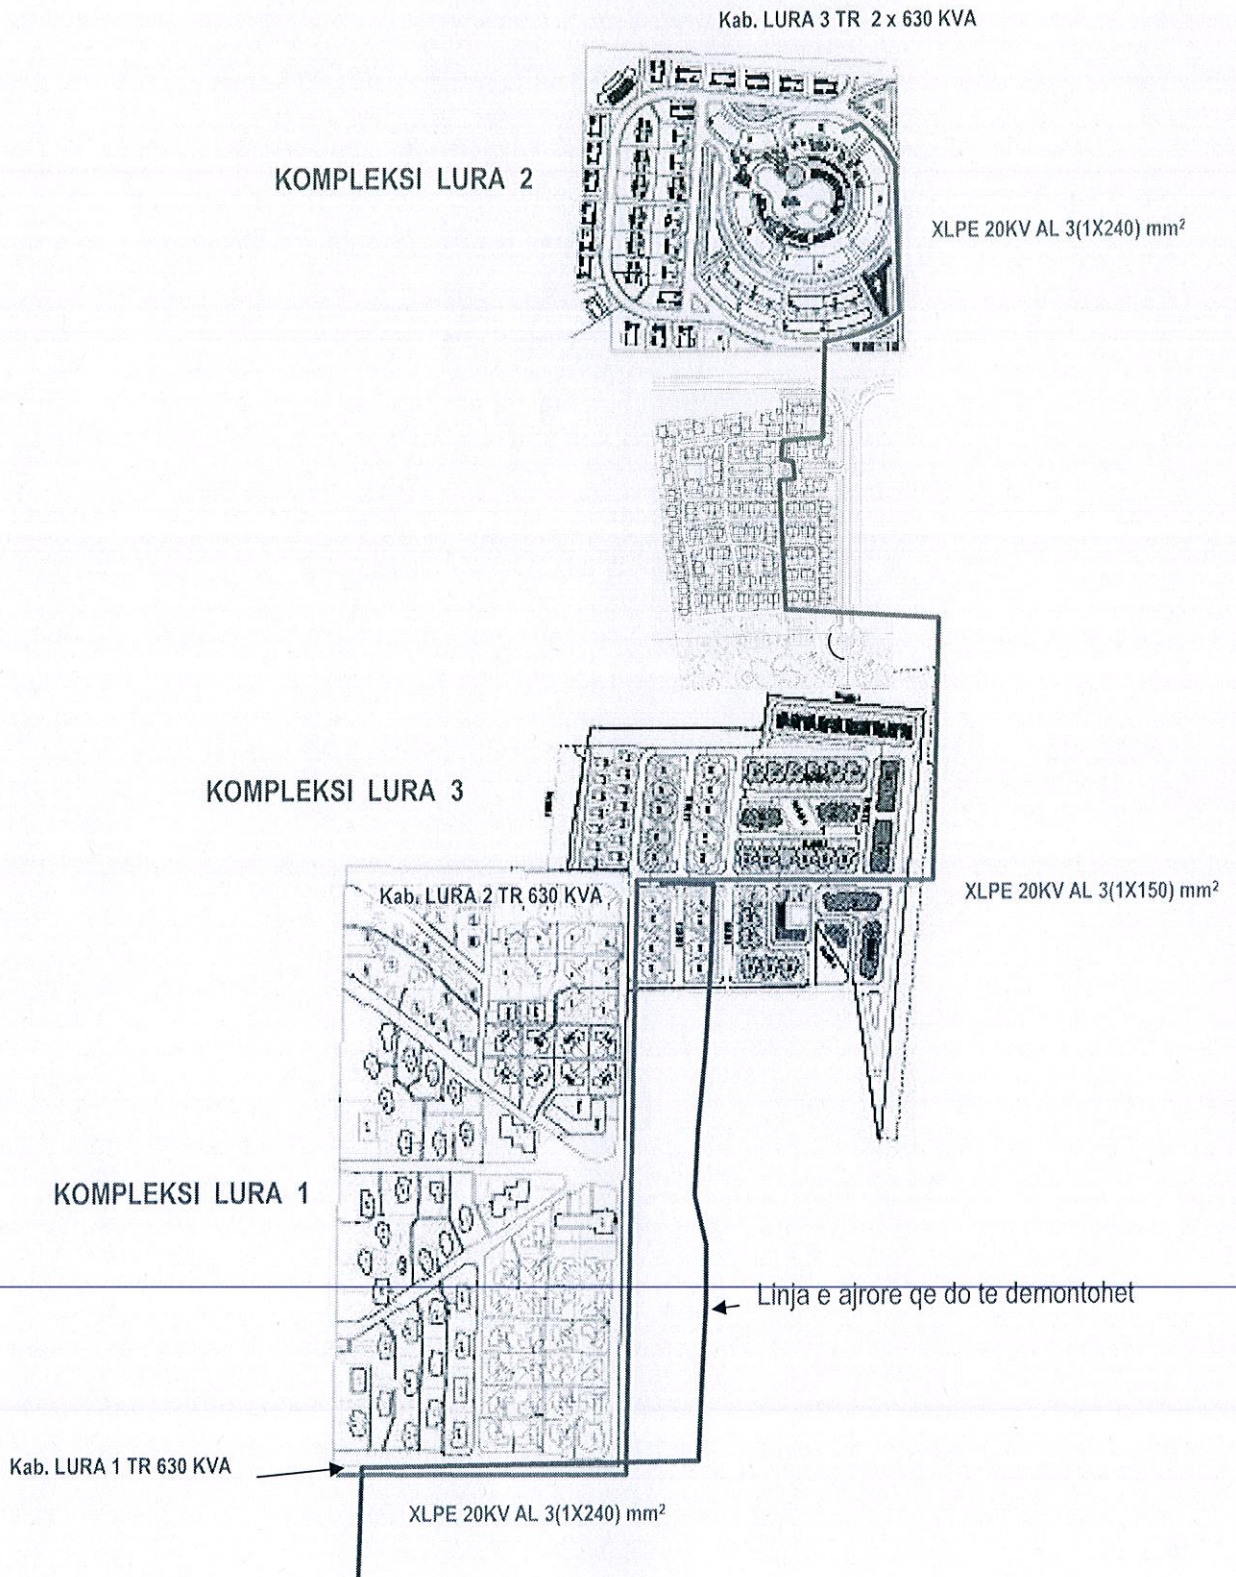 Kab. LURA 3 TR 2 x 630 KVA
KOMPLEKSI LURA 2
XLPE 20KV AL 3(1X240) mm²
KOMPLEKSI LURA 3
Kab. LURA 2 TR 630 KVA
XLPE 20KV AL 3(1X150) mm²
KOMPLEKSI LURA 1
Linja e ajrore qe do te demontohet
Kab. LURA 1 TR 630 KVA
XLPE 20KV AL 3(1X240) mm²